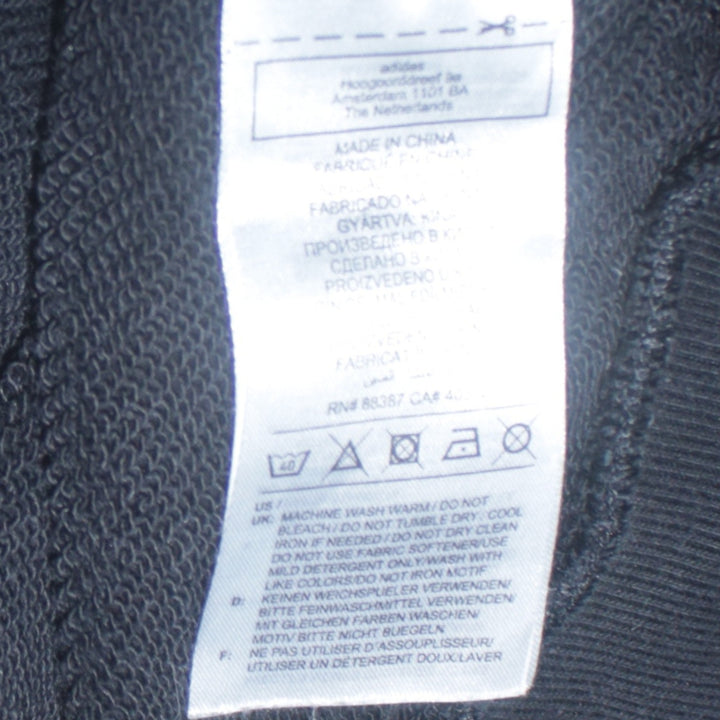 adidas
Hoogoorddreef 9a
Amsterdam 1101 BA
The Netherlands
MADE IN CHINA
FABRIQUÉ EN CHINE
FABRICADO NA
GYÁRTVA:
ПРОИЗВЕДЕНО В
СДЕЛАНО В
PROIZVEDENO
RN# 88387 CA#
40
US /
UK: MACHINE WASH WARM / DO NOT
BLEACH / DO NOT TUMBLE DRY / COOL
IRON IF NEEDED / DO NOT DRY CLEAN
DO NOT USE FABRIC SOFTENER/USE
MILD DETERGENT ONLY/WASH WITH
LIKE COLORS/DO NOT IRON MOTIF
D: KEINEN WEICHSPUELER VERWENDEN/
BITTE FEINWASCHMITTEL VERWENDEN/
MIT GLEICHEN FARBEN WASCHEN/
MOTIV BITTE NICHT BUEGELN
F: NE PAS UTILISER D'ASSOUPLISSEUR/
UTILISER UN DÉTERGENT DOUX/LAVER